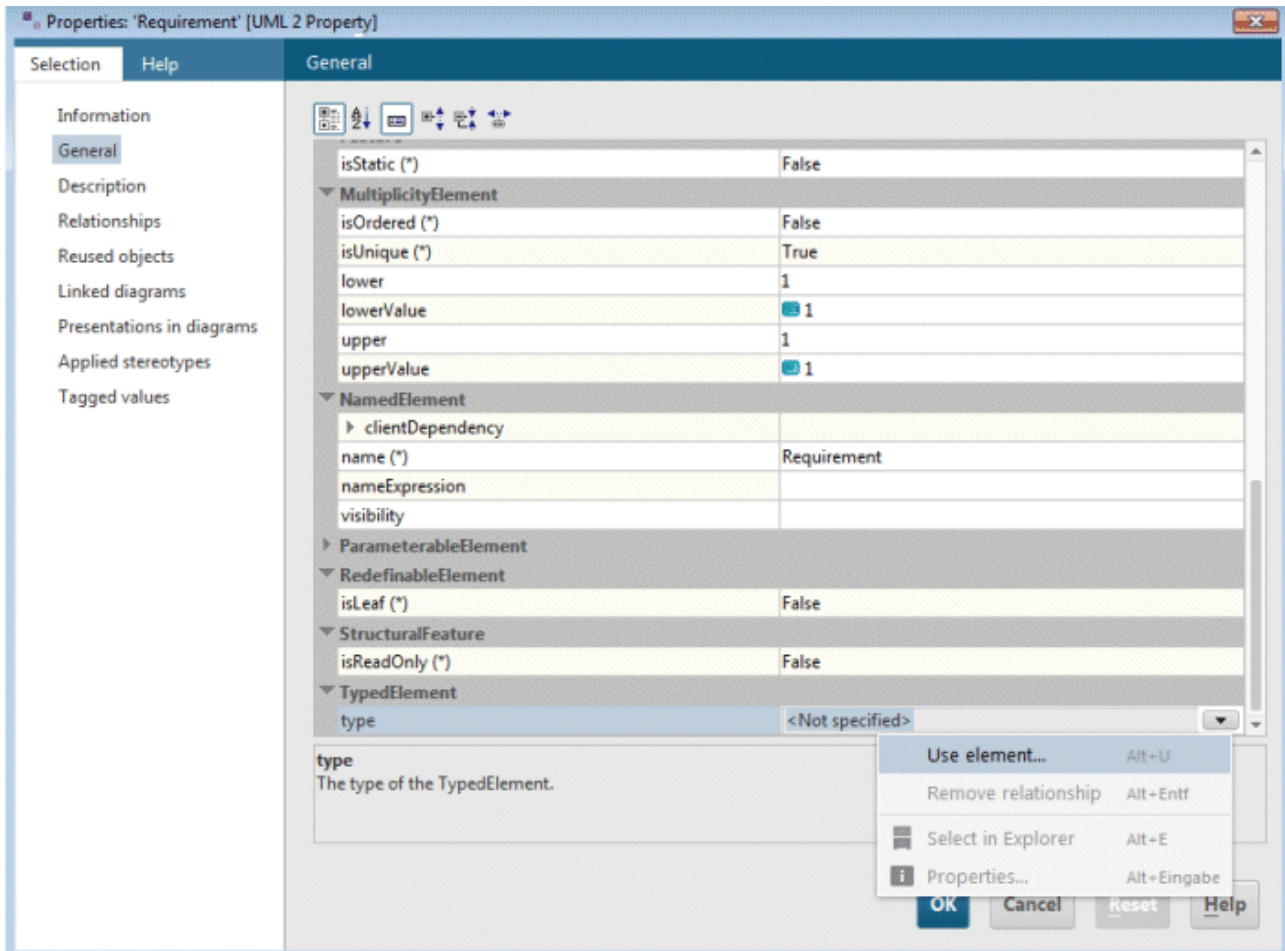 Properties: 'Requirement' [UML 2 Property]
Selection Help General
Information
General
Description
Relationships
Reused objects
Linked diagrams
Presentations in diagrams
Applied stereotypes
Tagged values
isStatic (*) False
MultiplicityElement
isOrdered (*) False
isUnique (*) True
lower 1
lowerValue 1
upper 1
upperValue 1
NamedElement
clientDependency
name (*) Requirement
nameExpression
visibility
ParameterableElement
RedefinableElement
isLeaf (*) False
StructuralFeature
isReadOnly (*) False
TypedElement
type <Not specified>
type
The type of the TypedElement.
Use element... Alt+U
Remove relationship Alt+Entf
Select in Explorer Alt+E
Properties... Alt+Eingabe
OK Cancel Reset Help